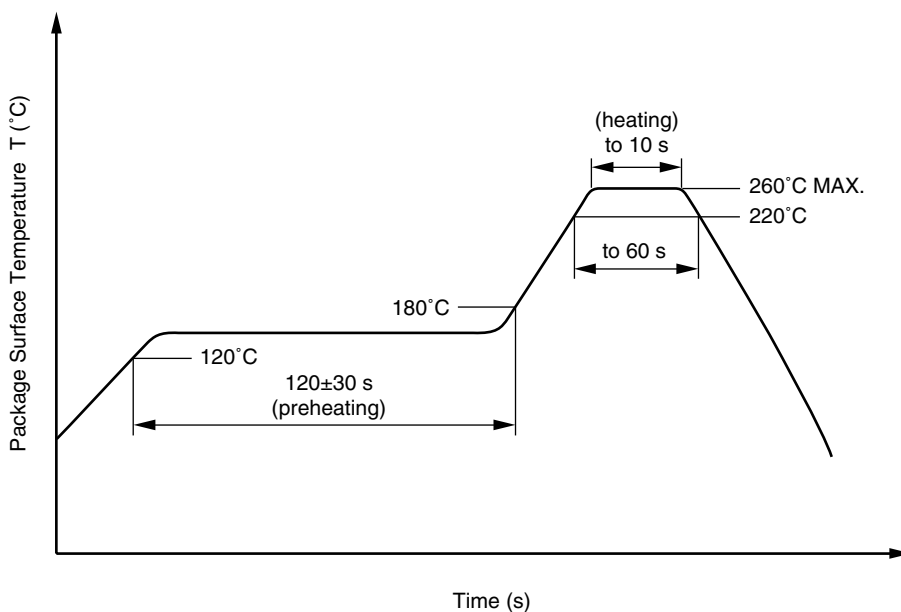 Package Surface Temperature T (˚C)
(heating)
to 10 s
260˚C MAX.
220˚C
to 60 s
180˚C
120˚C
120±30 s
(preheating)
Time (s)